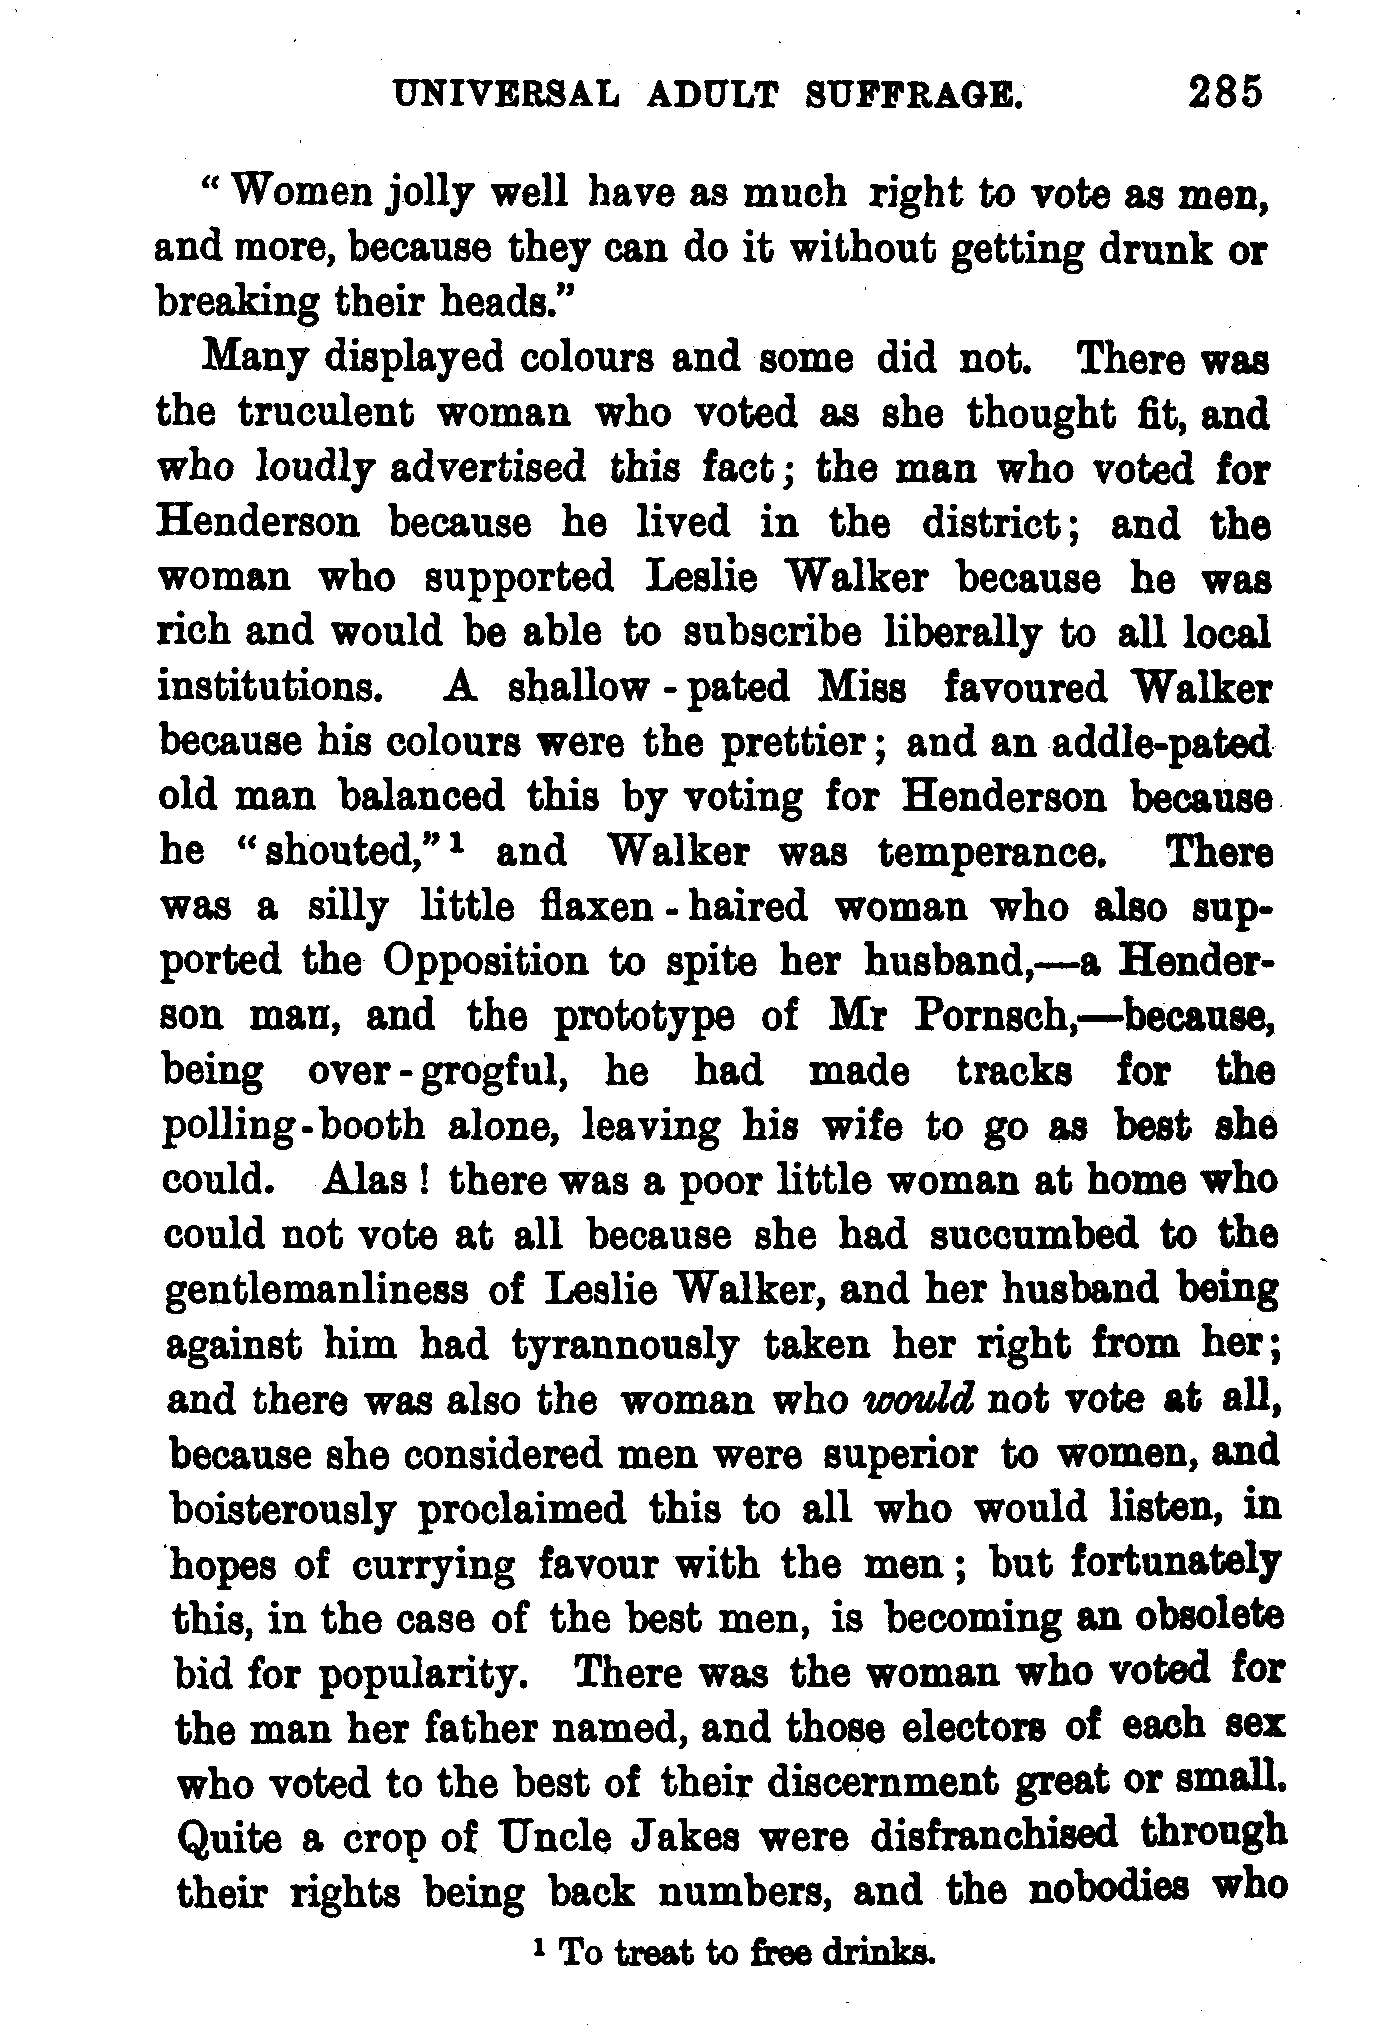 UNIVERSAL ADULT SUFFRAGE. 285
“Women jolly well have as much right to vote as men,
and more, because they can do it without getting drunk or
breaking their heads.”
Many displayed colours and some did not. There was
the truculent woman who voted as she thought fit, and
who loudly advertised this fact; the man who voted for
Henderson because he lived in the district; and the
woman who supported Leslie Walker because he was
rich and would be able to subscribe liberally to all local
institutions. A shallow-pated Miss favoured Walker
because his colours were the prettier; and an addle-pated
old man balanced this by voting for Henderson because
he “shouted,”¹ and Walker was temperance. There
was a silly little flaxen-haired woman who also sup-
ported the Opposition to spite her husband,—a Hender-
son man, and the prototype of Mr Pornsch,—because,
being over-grogful, he had made tracks for the
polling-booth alone, leaving his wife to go as best she
could. Alas! there was a poor little woman at home who
could not vote at all because she had succumbed to the
gentlemanliness of Leslie Walker, and her husband being
against him had tyrannously taken her right from her;
and there was also the woman who would not vote at all,
because she considered men were superior to women, and
boisterously proclaimed this to all who would listen, in
hopes of currying favour with the men; but fortunately
this, in the case of the best men, is becoming an obsolete
bid for popularity. There was the woman who voted for
the man her father named, and those electors of each sex
who voted to the best of their discernment great or small.
Quite a crop of Uncle Jakes were disfranchised through
their rights being back numbers, and the nobodies who
¹ To treat to free drinks.